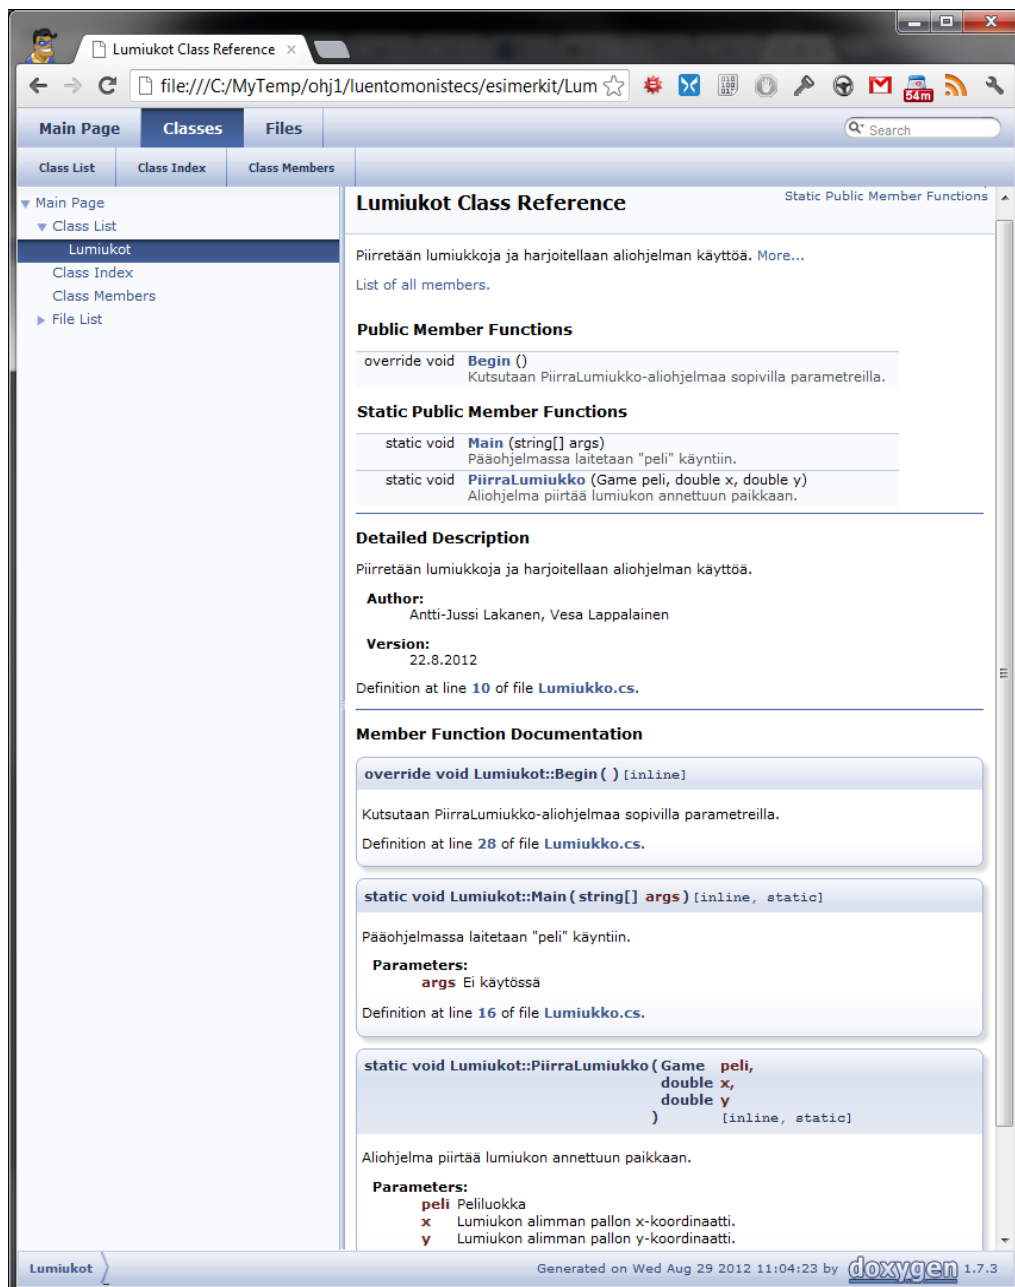 Lumiukot Class Reference
file:///C:/MyTemp/ohj1/luentomonistecs/esimerkit/Lum
54m
Main Page Classes Files
Search
Class List Class Index Class Members
Main Page
Class List
Lumiukot
Class Index
Class Members
File List
Static Public Member Functions
Lumiukot Class Reference
Piirretään lumiukkoja ja harjoitellaan aliohjelman käyttöä. More...
List of all members.
Public Member Functions
override void Begin ()
Kutsutaan PiirraLumiukko-aliohjelmaa sopivilla parametreilla.
Static Public Member Functions
static void Main (string[] args)
Pääohjelmassa laitetaan "peli" käyntiin.
static void PiirraLumiukko (Game peli, double x, double y)
Aliohjelma piirtää lumiukon annettuun paikkaan.
Detailed Description
Piirretään lumiukkoja ja harjoitellaan aliohjelman käyttöä.
Author:
Antti-Jussi Lakanen, Vesa Lappalainen
Version:
22.8.2012
Definition at line 10 of file Lumiukko.cs.
Member Function Documentation
override void Lumiukot::Begin ( ) [inline]
Kutsutaan PiirraLumiukko-aliohjelmaa sopivilla parametreilla.
Definition at line 28 of file Lumiukko.cs.
static void Lumiukot::Main ( string[] args ) [inline, static]
Pääohjelmassa laitetaan "peli" käyntiin.
Parameters:
args Ei käytössä
Definition at line 16 of file Lumiukko.cs.
static void Lumiukot::PiirraLumiukko ( Game peli,
double x,
double y
) [inline, static]
Aliohjelma piirtää lumiukon annettuun paikkaan.
Parameters:
peli Peliluokka
x Lumiukon alimman pallon x-koordinaatti.
y Lumiukon alimman pallon y-koordinaatti.
Lumiukot
Generated on Wed Aug 29 2012 11:04:23 by doxygen 1.7.3